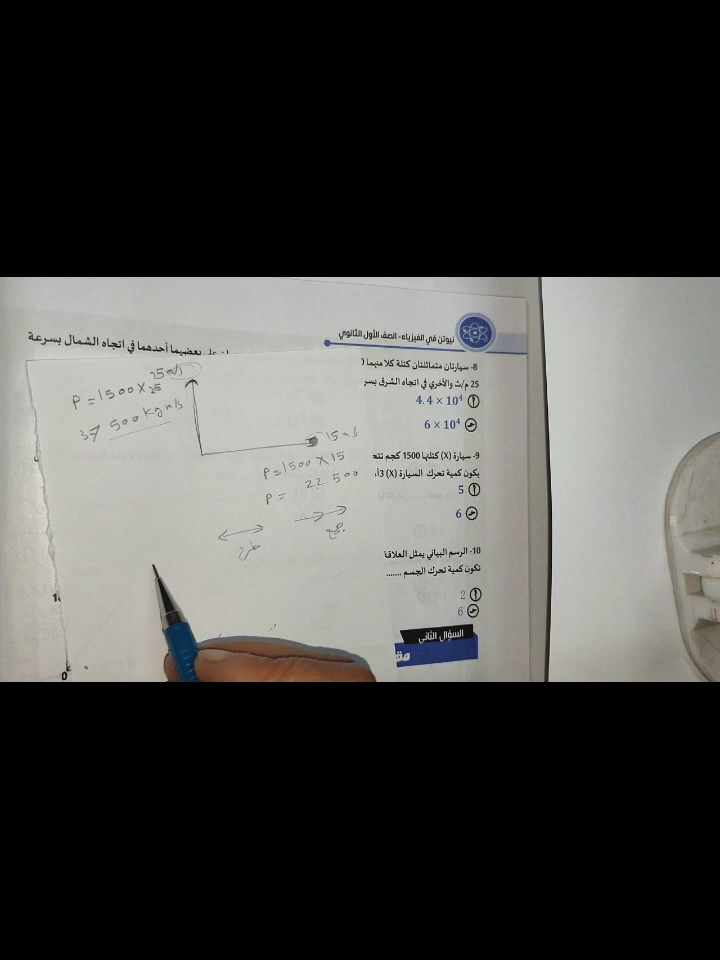 نيوتن في الفيزياء - الصف الأول الثانوي
8- سيارتان متماثلتان كتلة كلا منهما
بعضهما أحدهما في اتجاه الشمال بسرعة
25 م/ث والأخري في اتجاه الشرق بسر
أ 4.4 × 10⁴
ج 6 × 10⁴
9- سيارة (X) كتلتها 1500 كجم تتح
يكون كمية تحرك السيارة (X)
أ 5
ج 6
10- الرسم البياني يمثل العلاقة
تكون كمية تحرك الجسم .......
أ 2
ج 6
السؤال الثاني
25 m/s
P = 1500 X 25
37 500 kg m/s
15 m/s
P = 1500 X 15
P = 22 500
طرح
جمع